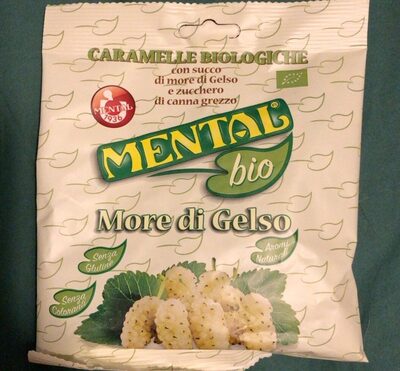 CARAMELLE BIOLOGICHE
con succo
di more di Gelso
e zucchero
di canna grezzo
MENTAL
1936
MENTAL®
bio
More di Gelso
Senza
Glutine
Aromi
Naturali
Senza
Coloranti